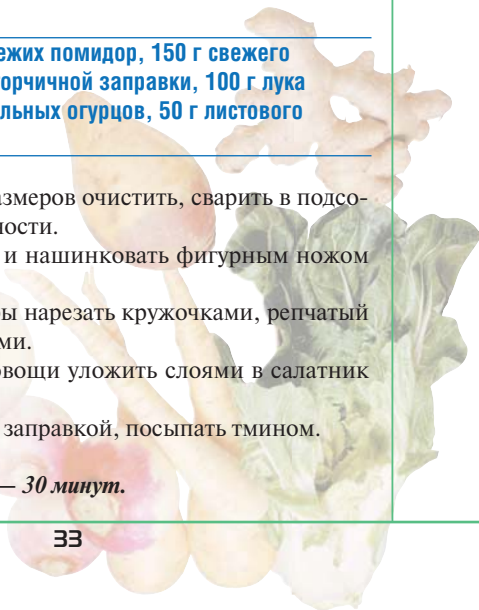 ежих помидор, 150 г свежего
орчичной заправки, 100 г лука
льных огурцов, 50 г листового
азмеров очистить, сварить в подсо-
ности.
и нашинковать фигурным ножом
ы нарезать кружочками, репчатый
ми.
овощи уложить слоями в салатник
заправкой, посыпать тмином.
— 30 минут.
33